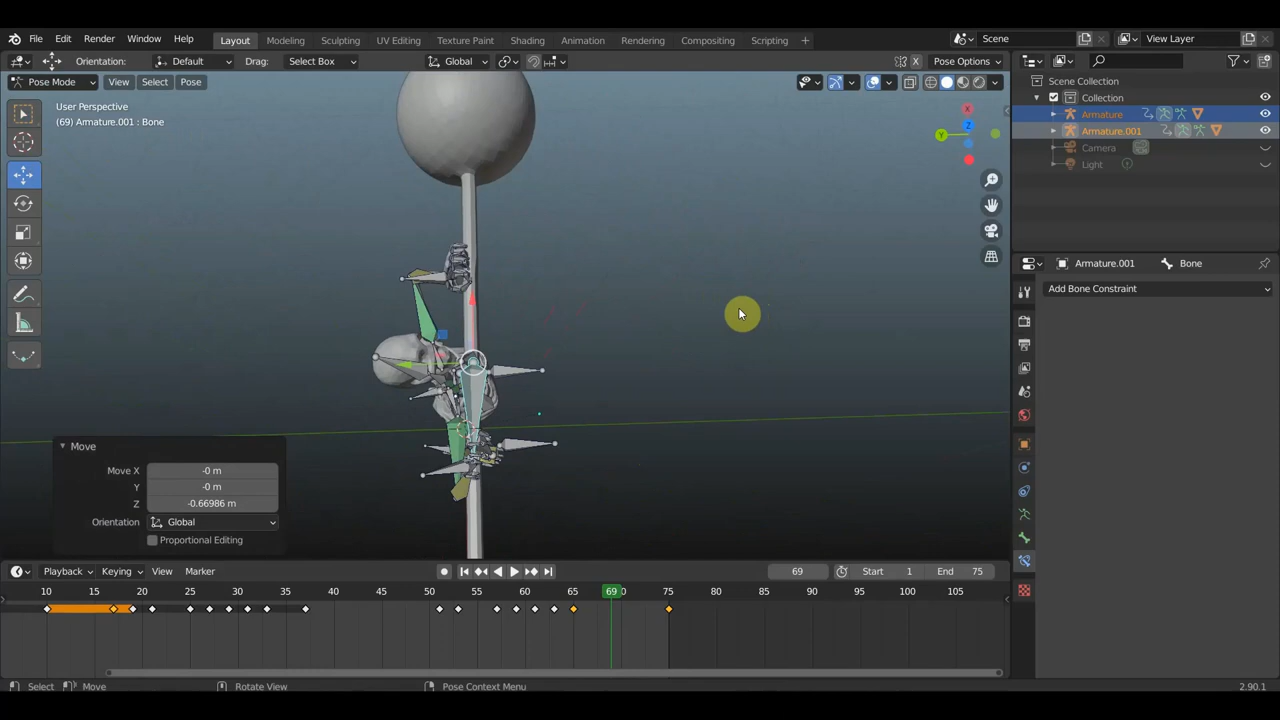 File Edit Render Window Help Layout Modeling Sculpting UV Editing Texture Paint Shading Animation Rendering Compositing Scripting + Scene View Layer
Orientation: Default Drag: Select Box Global X Pose Options
Pose Mode View Select Pose
Scene Collection
Collection
Armature
Armature.001
Camera
Light
User Perspective
(69) Armature.001 : Bone
X
Z
Y
Armature.001 Bone
Add Bone Constraint
Move
Move X -0 m
Y -0 m
Z -0.66986 m
Orientation Global
Proportional Editing
Playback Keying View Marker 69 Start 1 End 75
10 15 20 25 30 35 40 45 50 55 60 65 69 0 75 80 85 90 95 100 105
Select Move Rotate View Pose Context Menu 2.90.1